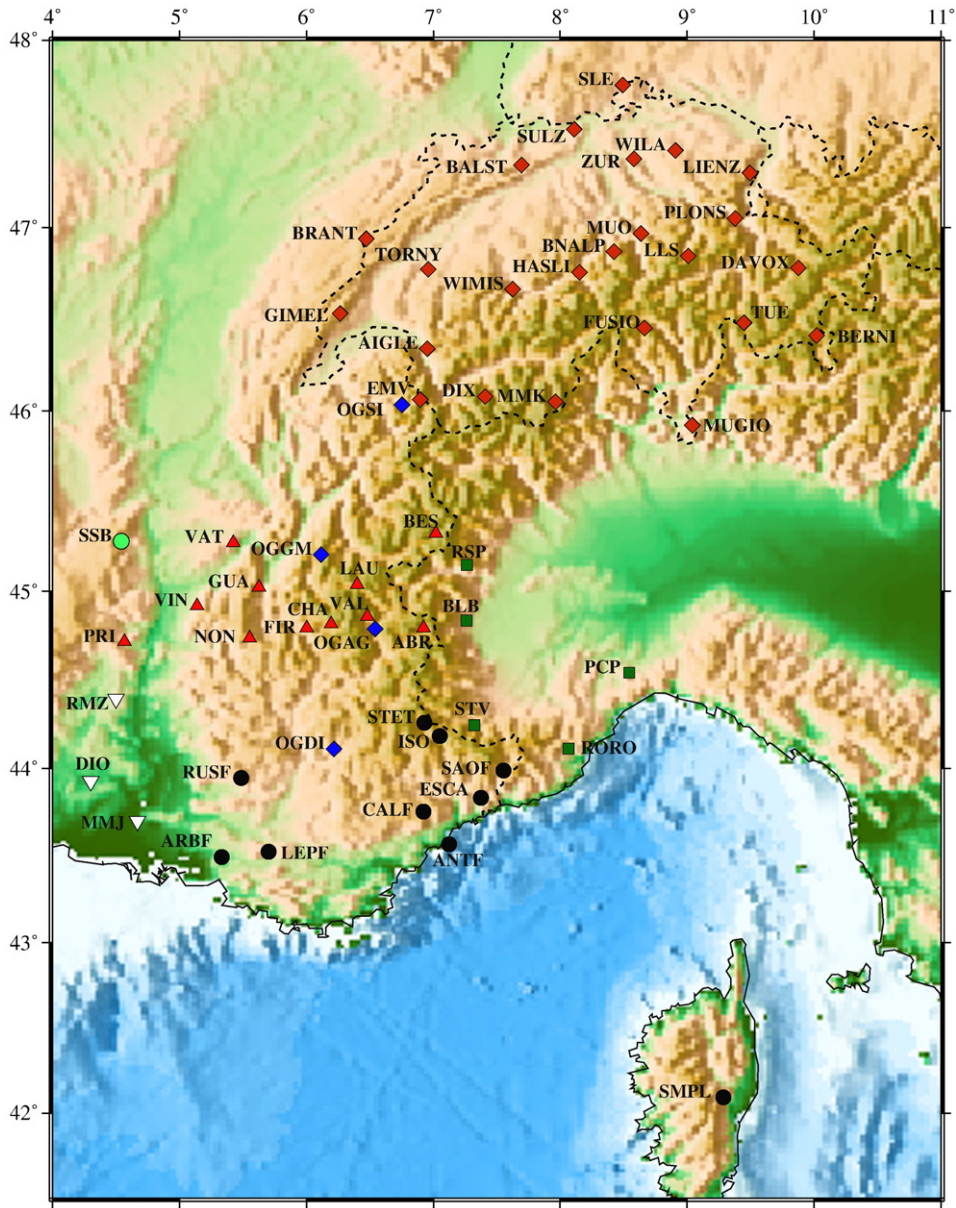 4° 5° 6° 7° 8° 9° 10° 11°
48°
SLE
SULZ
WILA
BALST
ZUR
LIENZ
47°
PLONS
BRANT
MUO
TORNY
BNALP
LLS
HASLI
DAVOX
WIMIS
GIMEL
FUSIO
TUE
AIGLE
BERNI
EMV
DIX
MMK
46°
OGSI
MUGIO
BES
SSB
VAT
OGGM
RSP
LAU
GUA
45°
VIN
CHA
VAL
BLB
PRI
NON
FIR
OGAG
ABR
PCP
RMZ
STET
STV
ISO
OGDI
RORO
44°
DIO
RUSF
SAOF
ESCA
MMJ
CALF
ARBF
LEPF
ANTF
43°
SMPL
42°